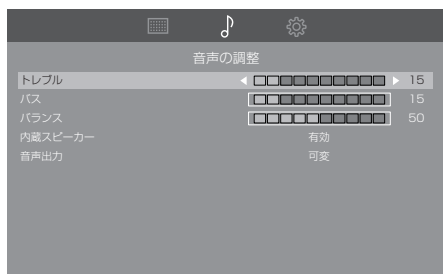 音声の調整
トレブル 15
バス 15
バランス 50
内蔵スピーカー 有効
音声出力 可変